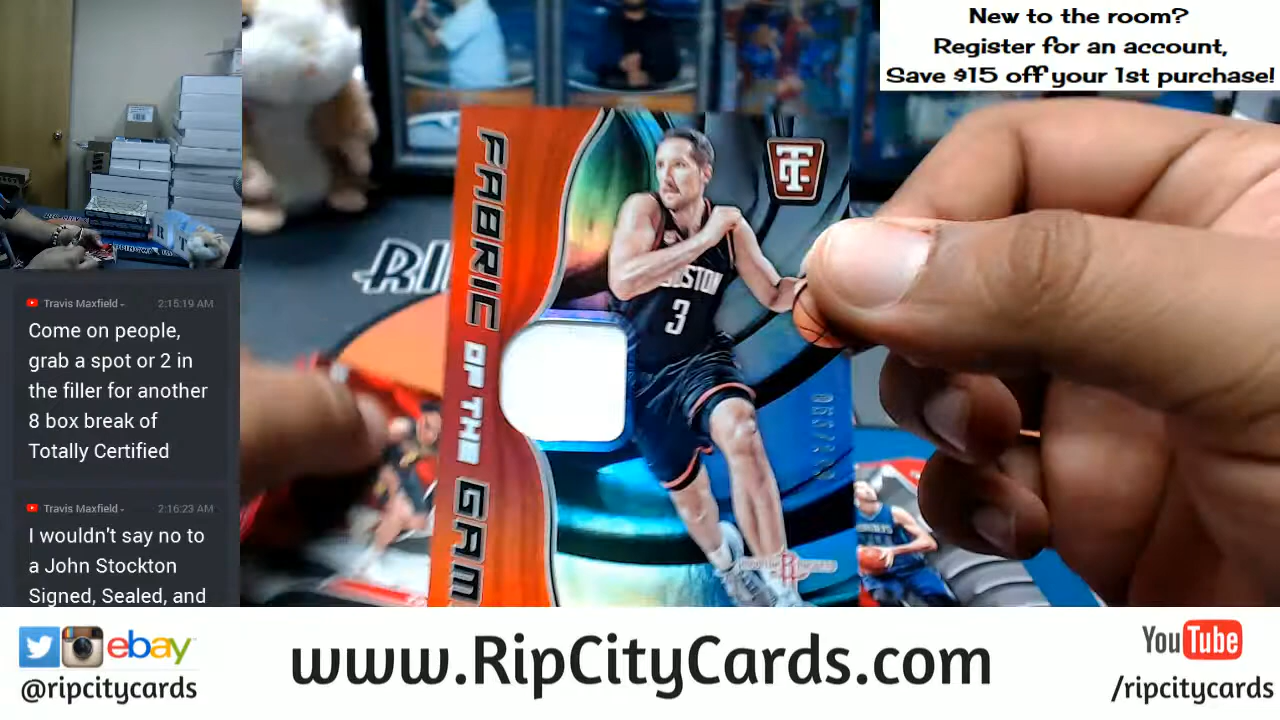 New to the room?
Register for an account,
Save $15 off your 1st purchase!
FABRIC OF THE GAM
HOUSTON
3
RI
Travis Maxfield - 2:15:19 AM
Come on people,
grab a spot or 2 in
the filler for another
8 box break of
Totally Certified
Travis Maxfield - 2:16:23 AM
I wouldn't say no to
a John Stockton
Signed, Sealed, and
ebay
@ripcitycards
www.RipCityCards.com
YouTube
/ripcitycards